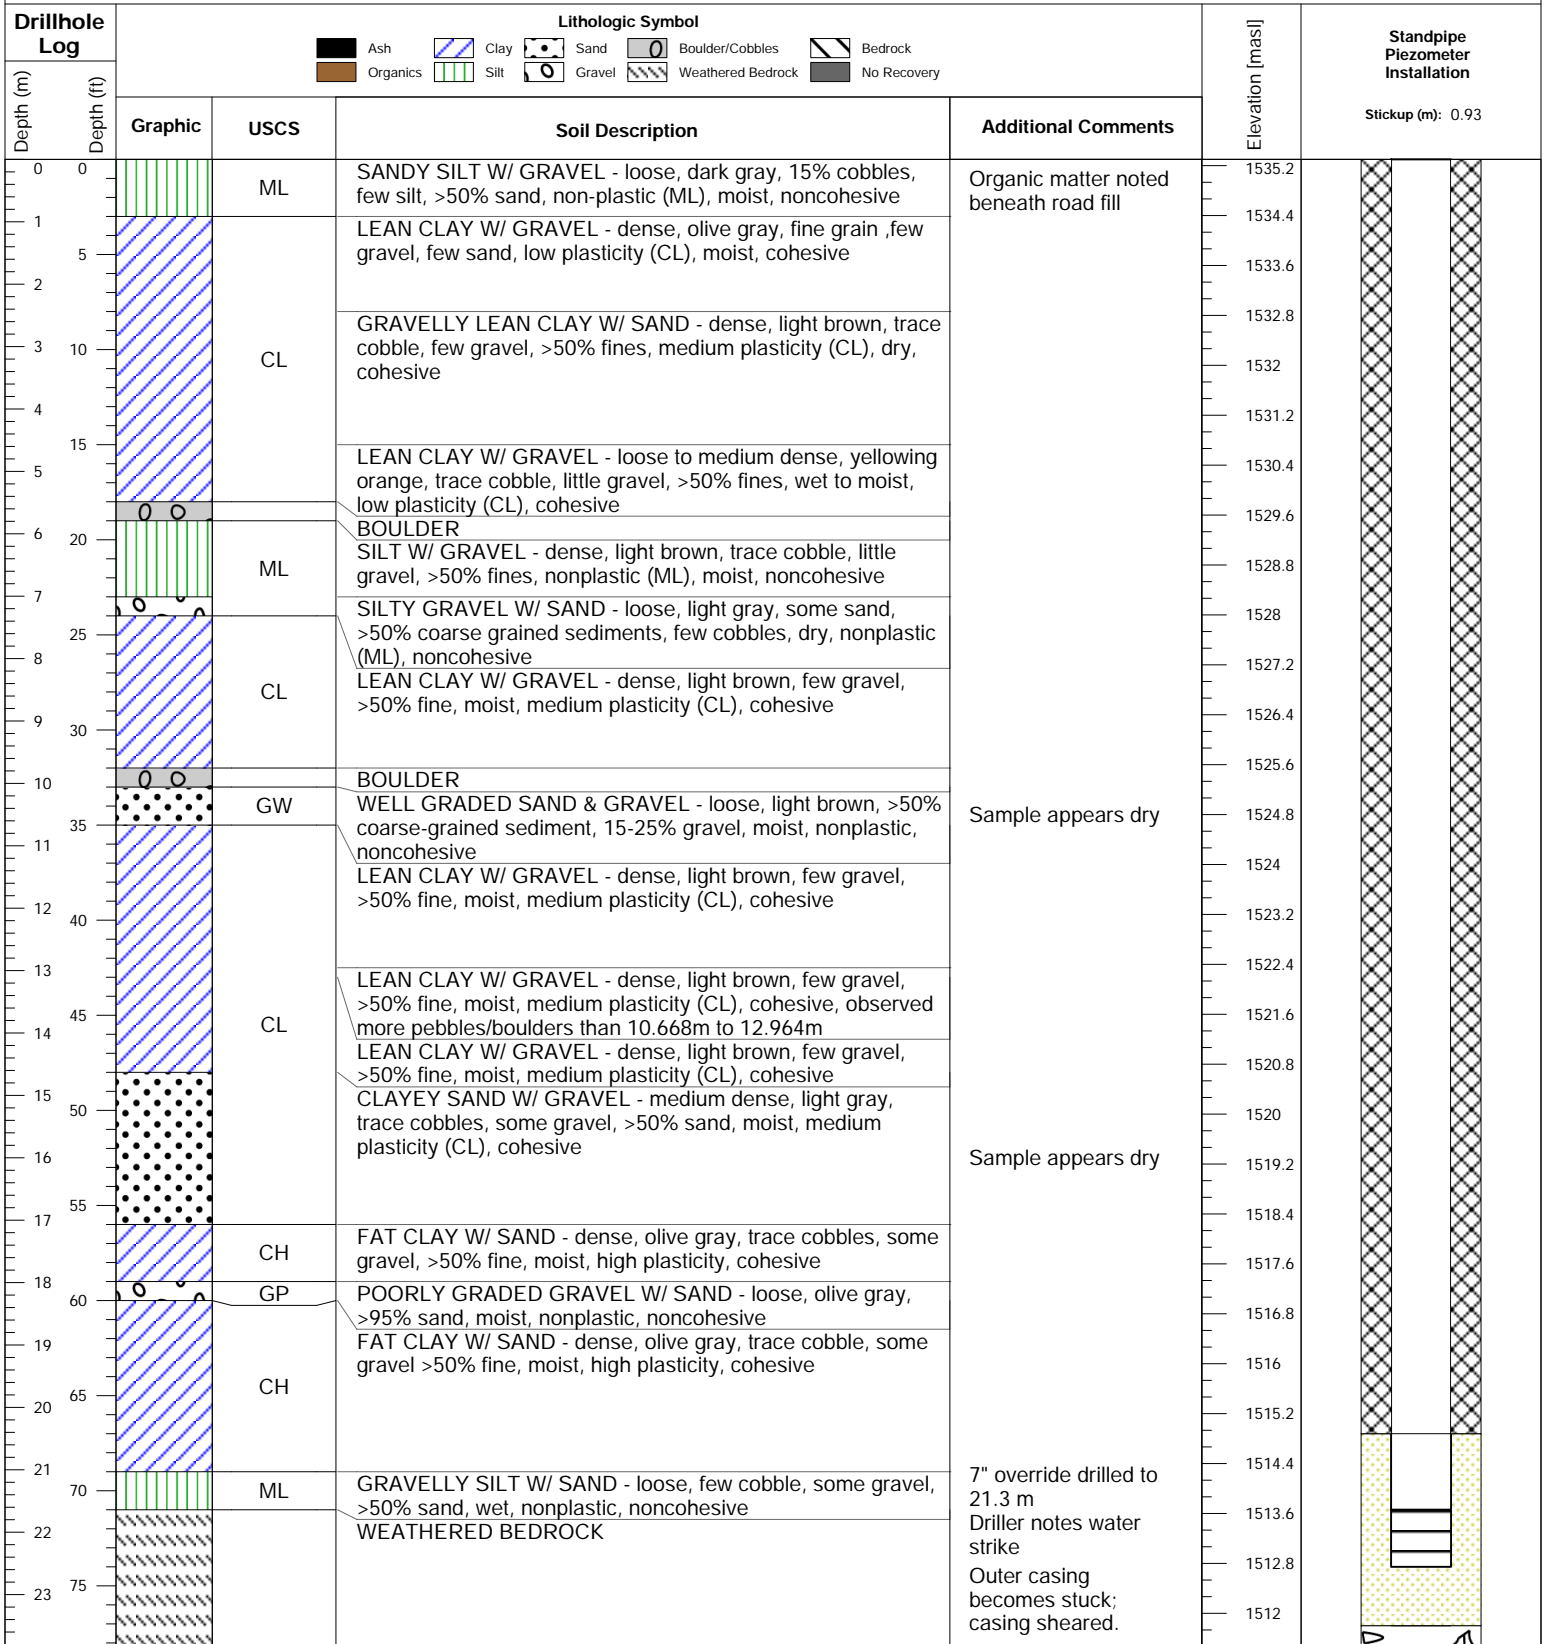 Drillhole
Log
Depth (m)
Depth (ft)
Lithologic Symbol
Ash
Clay
Sand
Boulder/Cobbles
Bedrock
Organics
Silt
Gravel
Weathered Bedrock
No Recovery
Graphic
USCS
Soil Description
Additional Comments
Elevation [masl]
Standpipe
Piezometer
Installation
Stickup (m): 0.93
0
1
2
3
4
5
6
7
8
9
10
11
12
13
14
15
16
17
18
19
20
21
22
23
0
5
10
15
20
25
30
35
40
45
50
55
60
65
70
75
ML
CL
ML
CL
GW
CL
CH
GP
CH
ML
SANDY SILT W/ GRAVEL - loose, dark gray, 15% cobbles,
few silt, >50% sand, non-plastic (ML), moist, noncohesive
LEAN CLAY W/ GRAVEL - dense, olive gray, fine grain ,few
gravel, few sand, low plasticity (CL), moist, cohesive
GRAVELLY LEAN CLAY W/ SAND - dense, light brown, trace
cobble, few gravel, >50% fines, medium plasticity (CL), dry,
cohesive
LEAN CLAY W/ GRAVEL - loose to medium dense, yellowing
orange, trace cobble, little gravel, >50% fines, wet to moist,
low plasticity (CL), cohesive
BOULDER
SILT W/ GRAVEL - dense, light brown, trace cobble, little
gravel, >50% fines, nonplastic (ML), moist, noncohesive
SILTY GRAVEL W/ SAND - loose, light gray, some sand,
>50% coarse grained sediments, few cobbles, dry, nonplastic
(ML), noncohesive
LEAN CLAY W/ GRAVEL - dense, light brown, few gravel,
>50% fine, moist, medium plasticity (CL), cohesive
BOULDER
WELL GRADED SAND & GRAVEL - loose, light brown, >50%
coarse-grained sediment, 15-25% gravel, moist, nonplastic,
noncohesive
LEAN CLAY W/ GRAVEL - dense, light brown, few gravel,
>50% fine, moist, medium plasticity (CL), cohesive
LEAN CLAY W/ GRAVEL - dense, light brown, few gravel,
>50% fine, moist, medium plasticity (CL), cohesive, observed
more pebbles/boulders than 10.668m to 12.964m
LEAN CLAY W/ GRAVEL - dense, light brown, few gravel,
>50% fine, moist, medium plasticity (CL), cohesive
CLAYEY SAND W/ GRAVEL - medium dense, light gray,
trace cobbles, some gravel, >50% sand, moist, medium
plasticity (CL), cohesive
FAT CLAY W/ SAND - dense, olive gray, trace cobbles, some
gravel, >50% fine, moist, high plasticity, cohesive
POORLY GRADED GRAVEL W/ SAND - loose, olive gray,
>95% sand, moist, nonplastic, noncohesive
FAT CLAY W/ SAND - dense, olive gray, trace cobble, some
gravel >50% fine, moist, high plasticity, cohesive
GRAVELLY SILT W/ SAND - loose, few cobble, some gravel,
>50% sand, wet, nonplastic, noncohesive
WEATHERED BEDROCK
Organic matter noted
beneath road fill
Sample appears dry
Sample appears dry
7" override drilled to
21.3 m
Driller notes water
strike
Outer casing
becomes stuck;
casing sheared.
1535.2
1534.4
1533.6
1532.8
1532
1531.2
1530.4
1529.6
1528.8
1528
1527.2
1526.4
1525.6
1524.8
1524
1523.2
1522.4
1521.6
1520.8
1520
1519.2
1518.4
1517.6
1516.8
1516
1515.2
1514.4
1513.6
1512.8
1512